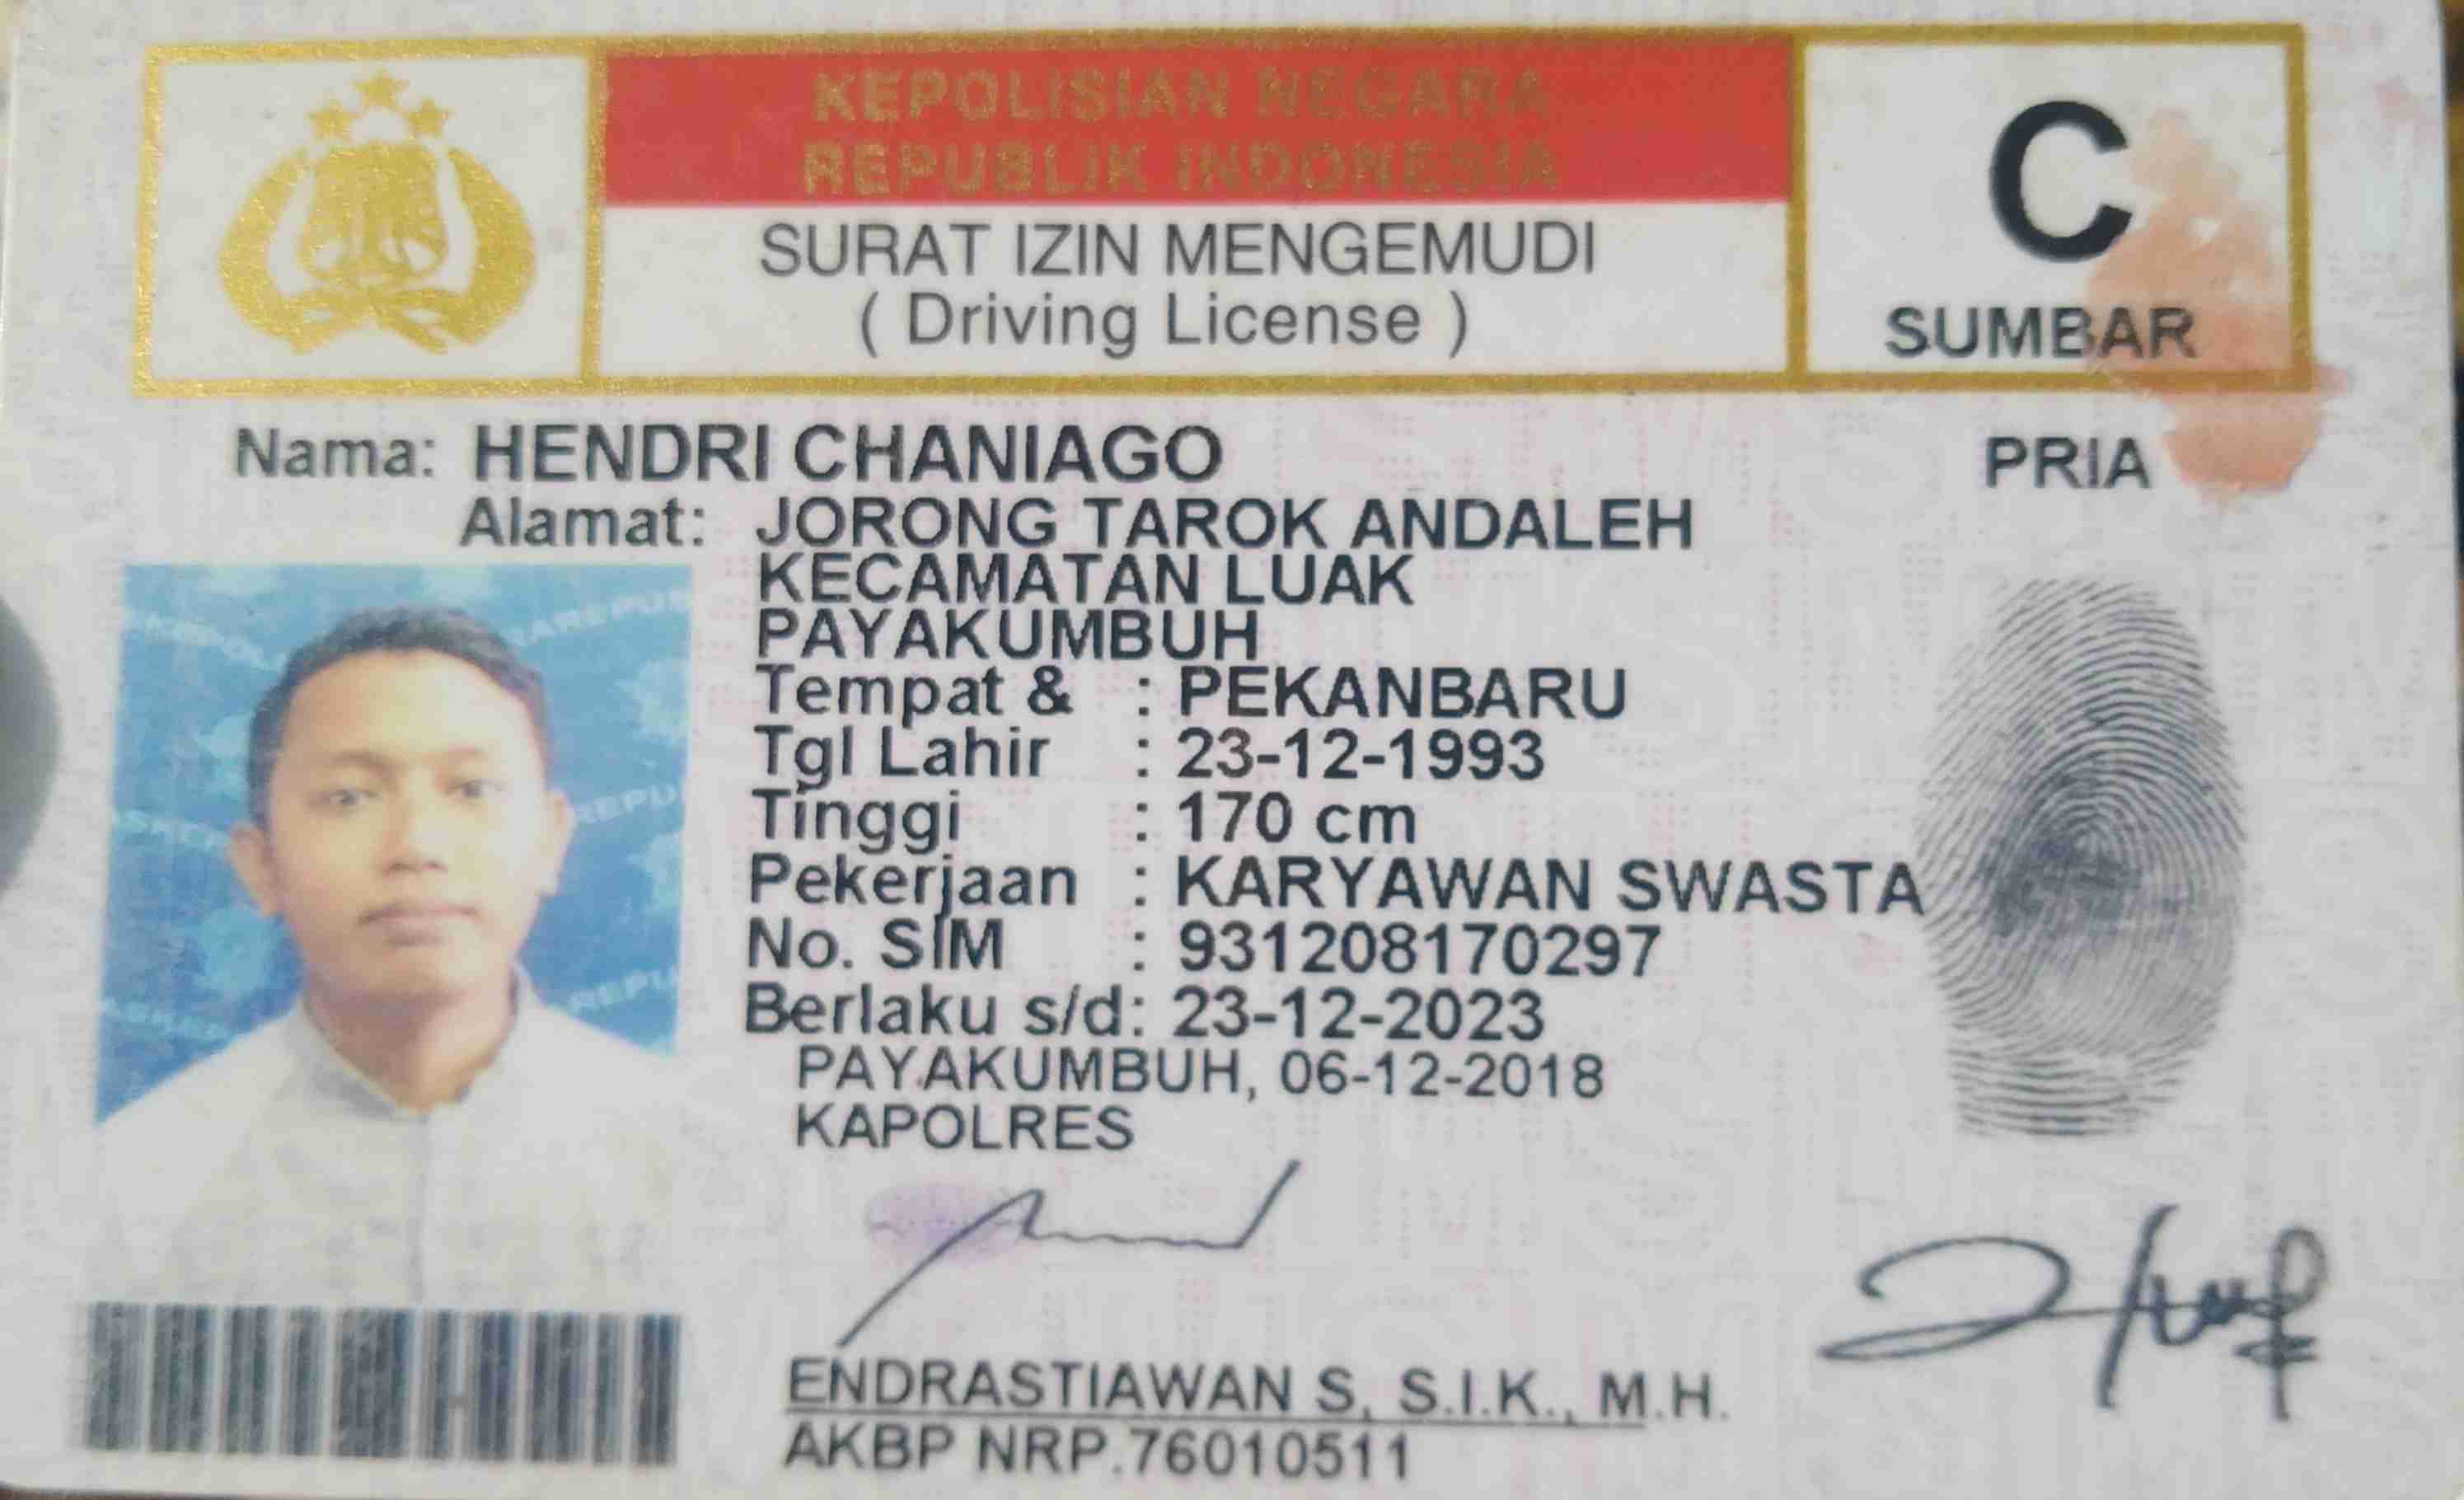 KEPOLISIAN NEGARA
REPUBLIK INDONESIA
SURAT IZIN MENGEMUDI
( Driving License )
C
SUMBAR
Nama: HENDRI CHANIAGO
PRIA
Alamat: JORONG TAROK ANDALEH
KECAMATAN LUAK
PAYAKUMBUH
Tempat & : PEKANBARU
Tgl Lahir : 23-12-1993
Tinggi : 170 cm
Pekerjaan : KARYAWAN SWASTA
No. SIM : 931208170297
Berlaku s/d: 23-12-2023
PAYAKUMBUH, 06-12-2018
KAPOLRES
ENDRASTIAWAN S, S.I.K., M.H.
AKBP NRP.76010511